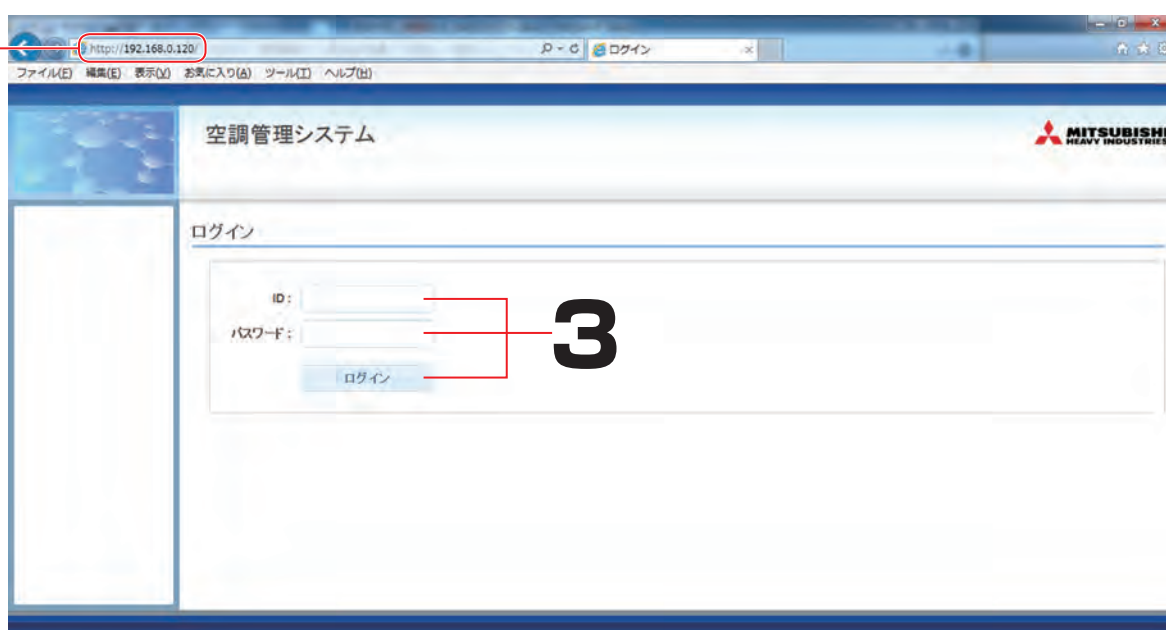 http://192.168.0.120/
ログイン
ファイル(F) 編集(E) 表示(V) お気に入り(A) ツール(T) ヘルプ(H)
空調管理システム
MITSUBISHI
HEAVY INDUSTRIES
ログイン
ID :
パスワード :
ログイン
3